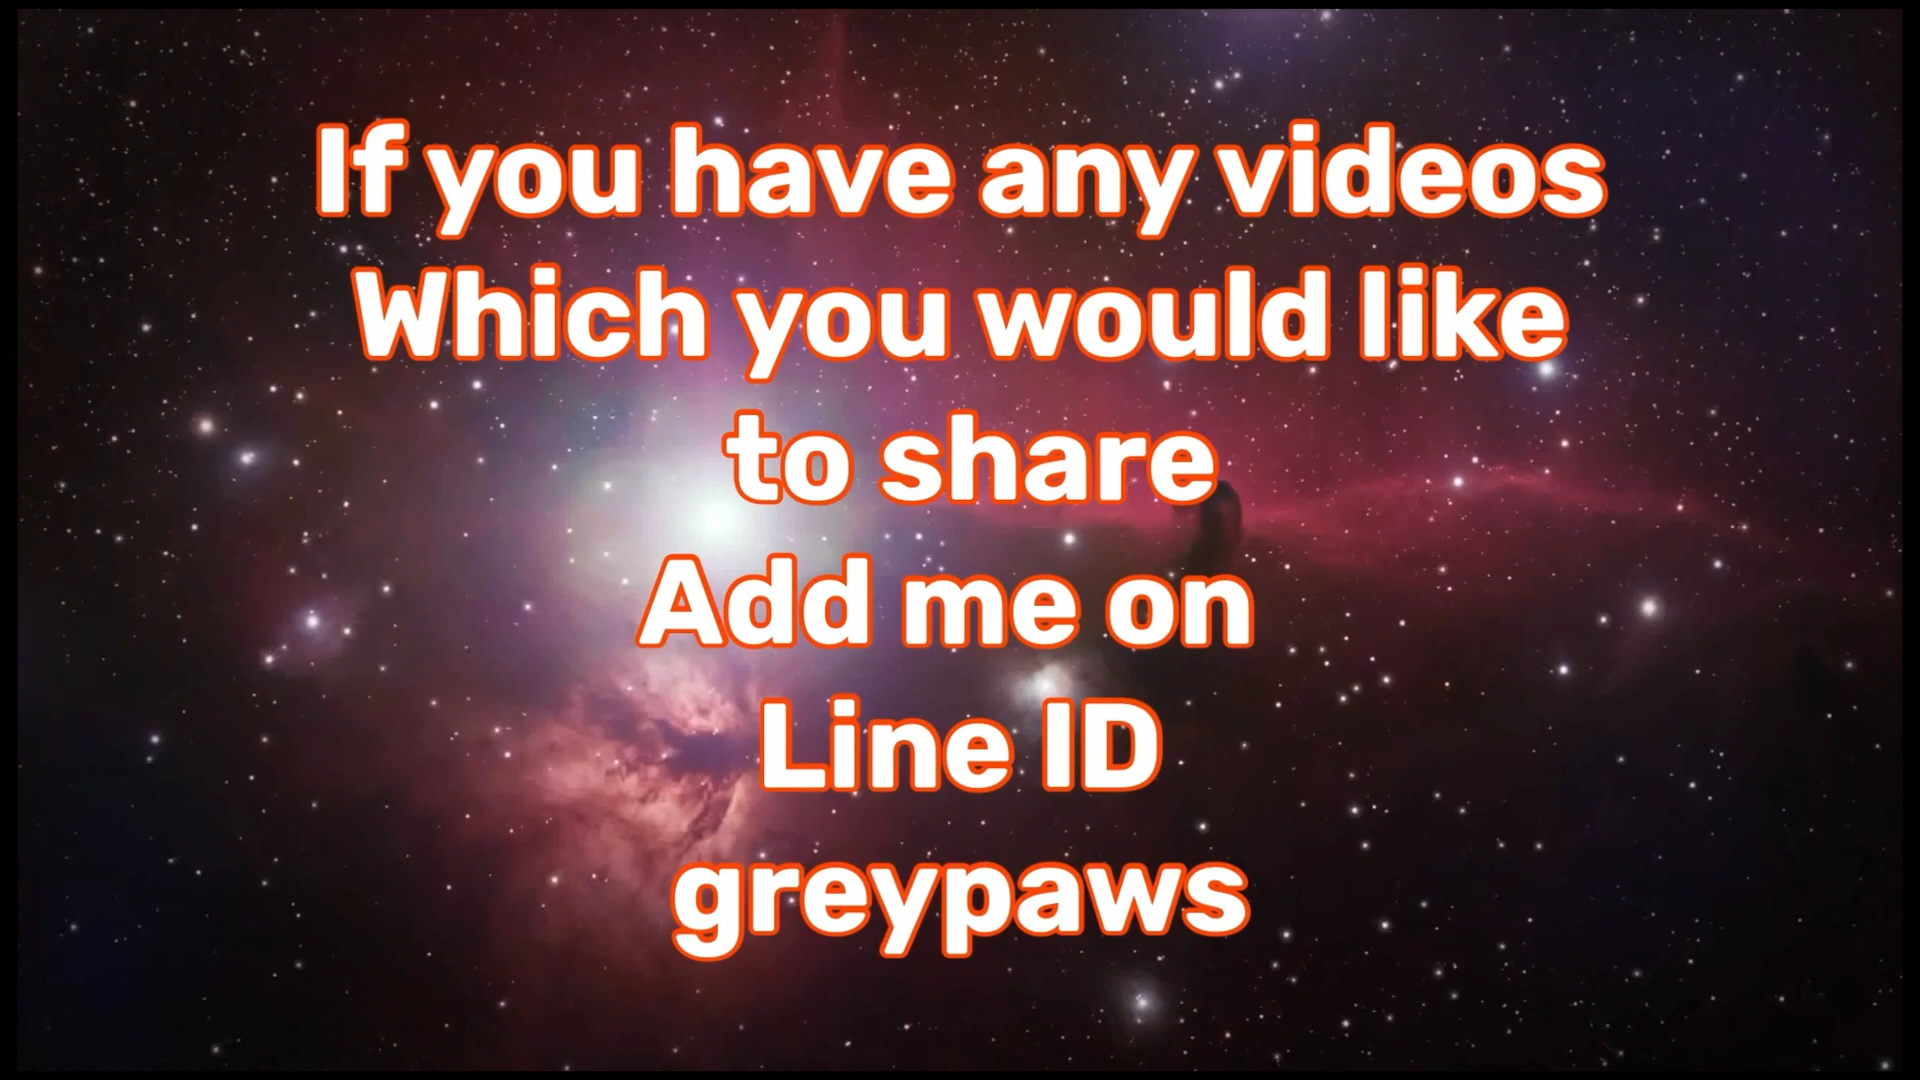 If you have any videos
Which you would like
to share
Add me on
Line ID
greypaws